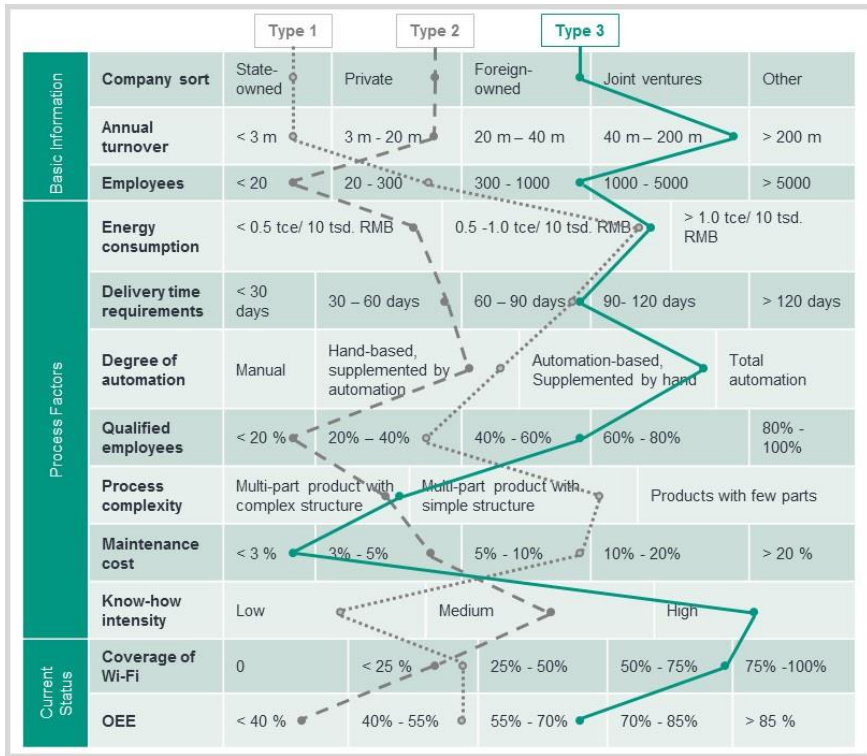 Type 1
Type 2
Type 3
Basic Information
Company sort
State-owned
Private
Foreign-owned
Joint ventures
Other
Annual turnover
< 3 m
3 m - 20 m
20 m – 40 m
40 m – 200 m
> 200 m
Employees
< 20
20 - 300
300 - 1000
1000 - 5000
> 5000
Process Factors
Energy consumption
< 0.5 tce/ 10 tsd. RMB
0.5 -1.0 tce/ 10 tsd. RMB
> 1.0 tce/ 10 tsd. RMB
Delivery time requirements
< 30 days
30 – 60 days
60 – 90 days
90- 120 days
> 120 days
Degree of automation
Manual
Hand-based, supplemented by automation
Automation-based, Supplemented by hand
Total automation
Qualified employees
< 20 %
20% – 40%
40% - 60%
60% - 80%
80% - 100%
Process complexity
Multi-part product with complex structure
Multi-part product with simple structure
Products with few parts
Maintenance cost
< 3 %
3% - 5%
5% - 10%
10% - 20%
> 20 %
Know-how intensity
Low
Medium
High
Current Status
Coverage of Wi-Fi
0
< 25 %
25% - 50%
50% - 75%
75% -100%
OEE
< 40 %
40% - 55%
55% - 70%
70% - 85%
> 85 %